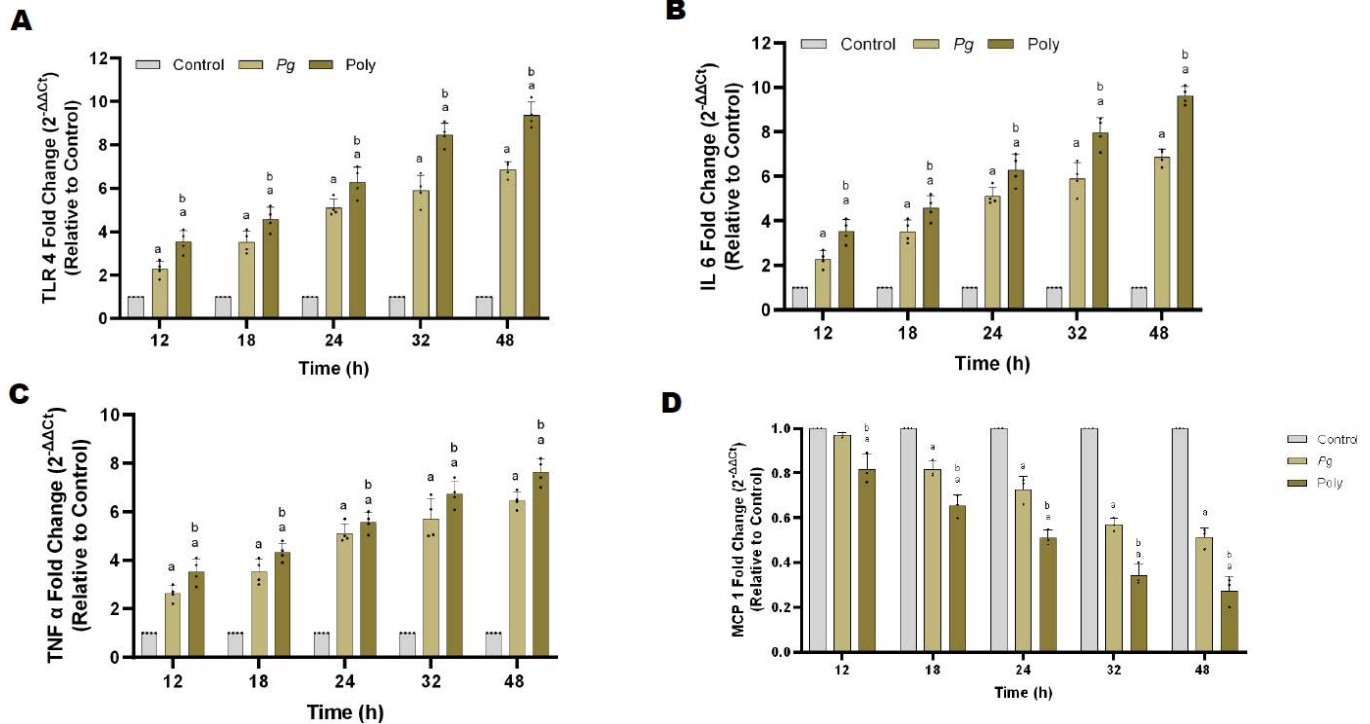 A
Control Pg Poly
TLR 4 Fold Change (2^-ΔΔCt)
(Relative to Control)
12
10
8
6
4
2
0
a
b
a
a
b
a
a
b
a
a
b
a
a
b
a
12 18 24 32 48
Time (h)
B
Control Pg Poly
IL 6 Fold Change (2^-ΔΔCt)
(Relative to Control)
12
10
8
6
4
2
0
a
b
a
a
b
a
a
b
a
a
b
a
a
b
a
12 18 24 32 48
Time (h)
C
TNF α Fold Change (2^-ΔΔCt)
(Relative to Control)
10
8
6
4
2
0
a
b
a
a
b
a
a
b
a
a
b
a
a
b
a
12 18 24 32 48
Time (h)
D
MCP 1 Fold Change (2^-ΔΔCt)
(Relative to Control)
1.0
0.8
0.6
0.4
0.2
0.0
b
a
a
b
a
a
b
a
a
b
a
a
b
a
12 18 24 32 48
Time (h)
Control
Pg
Poly